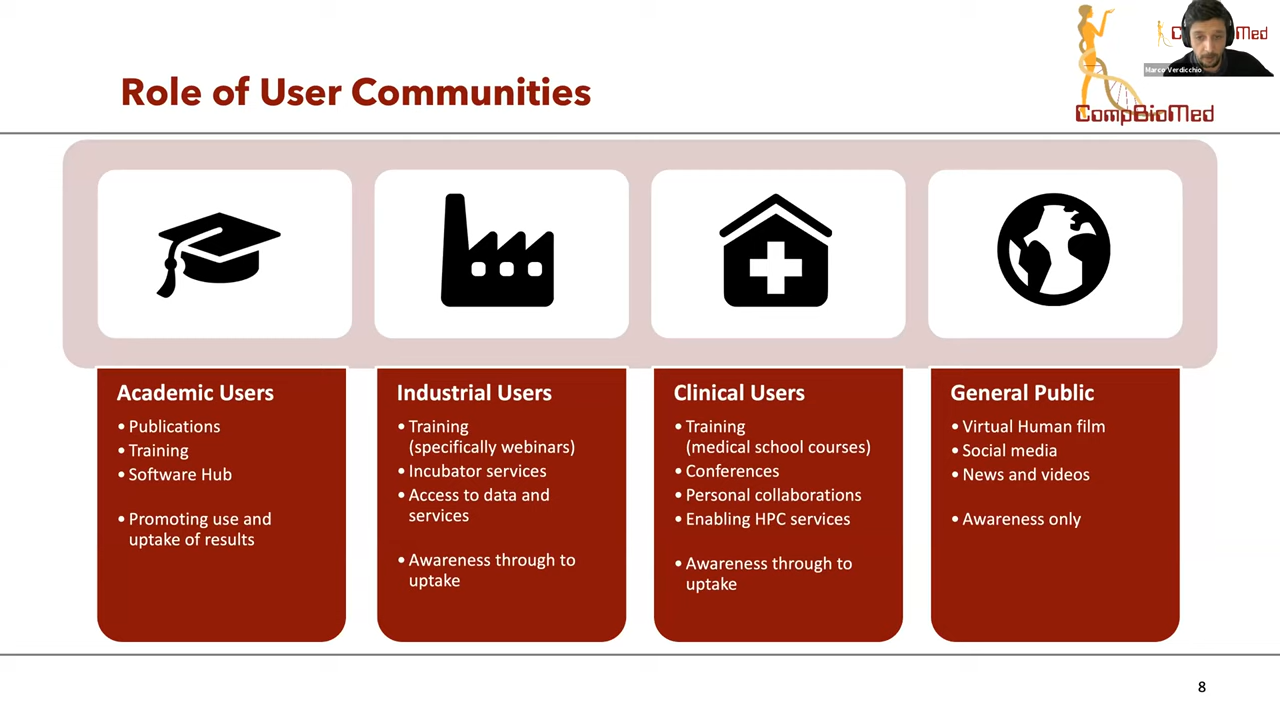 Role of User Communities
Med
Marco Verdicchio
CompBioMed
Academic Users
• Publications
• Training
• Software Hub
• Promoting use and
uptake of results
Industrial Users
• Training
(specifically webinars)
• Incubator services
• Access to data and
services
• Awareness through to
uptake
Clinical Users
• Training
(medical school courses)
• Conferences
• Personal collaborations
• Enabling HPC services
• Awareness through to
uptake
General Public
• Virtual Human film
• Social media
• News and videos
• Awareness only
8